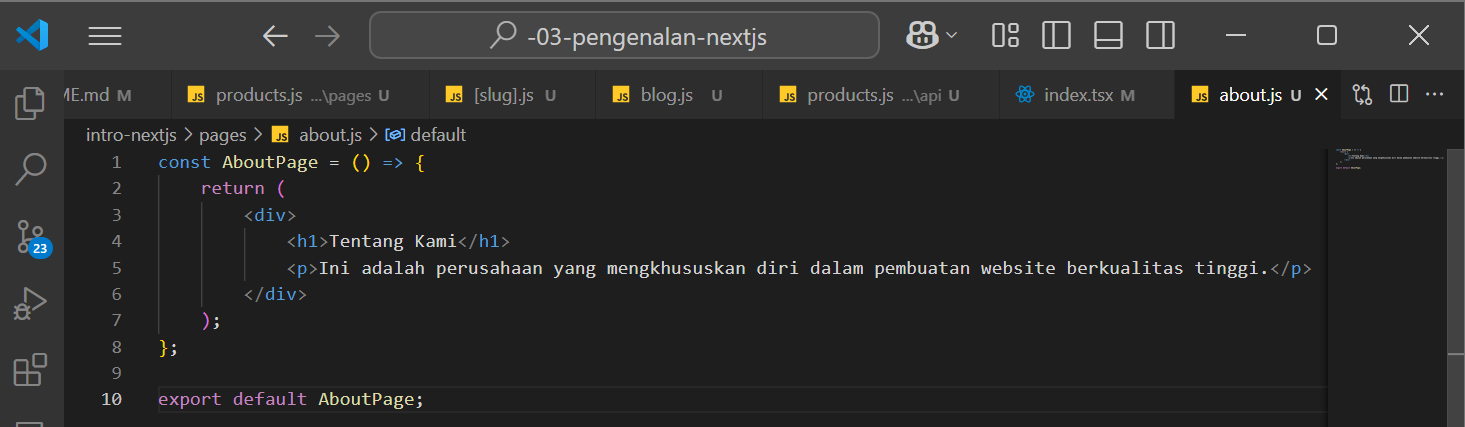 -03-pengenalan-nextjs
ME.md M
JS products.js ...\pages U
JS [slug].js U
JS blog.js U
JS products.js ...\api U
index.tsx M
JS about.js U
intro-nextjs > pages > JS about.js > default
1 const AboutPage = () => {
2 return (
3 <div>
4 <h1>Tentang Kami</h1>
5 <p>Ini adalah perusahaan yang mengkhususkan diri dalam pembuatan website berkualitas tinggi.</p>
6 </div>
7 );
8 };
9
10 export default AboutPage;
23